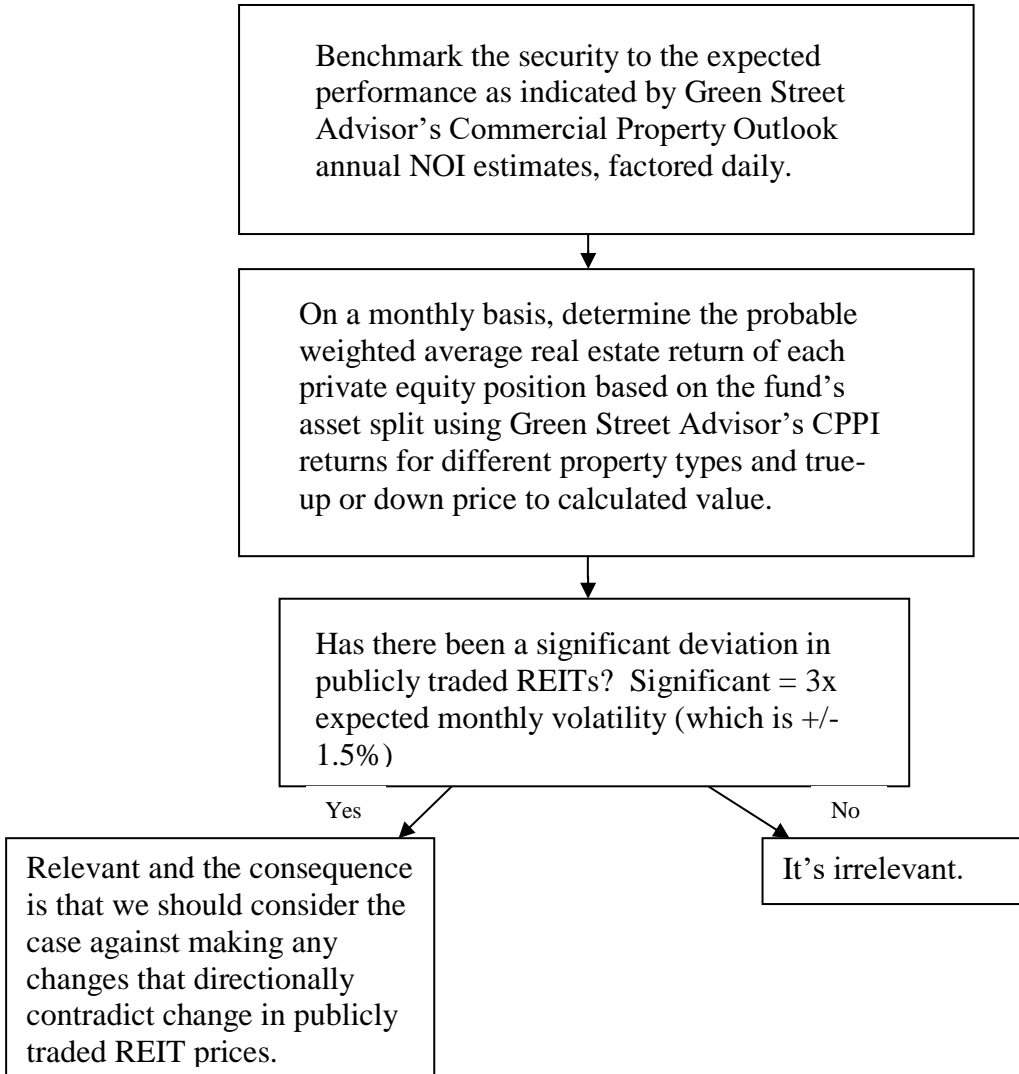 Benchmark the security to the expected
performance as indicated by Green Street
Advisor’s Commercial Property Outlook
annual NOI estimates, factored daily.
On a monthly basis, determine the probable
weighted average real estate return of each
private equity position based on the fund’s
asset split using Green Street Advisor’s CPPI
returns for different property types and true-
up or down price to calculated value.
Has there been a significant deviation in
publicly traded REITs?  Significant = 3x
expected monthly volatility (which is +/-
1.5%)
Yes
No
Relevant and the consequence
is that we should consider the
case against making any
changes that directionally
contradict change in publicly
traded REIT prices.
It’s irrelevant.